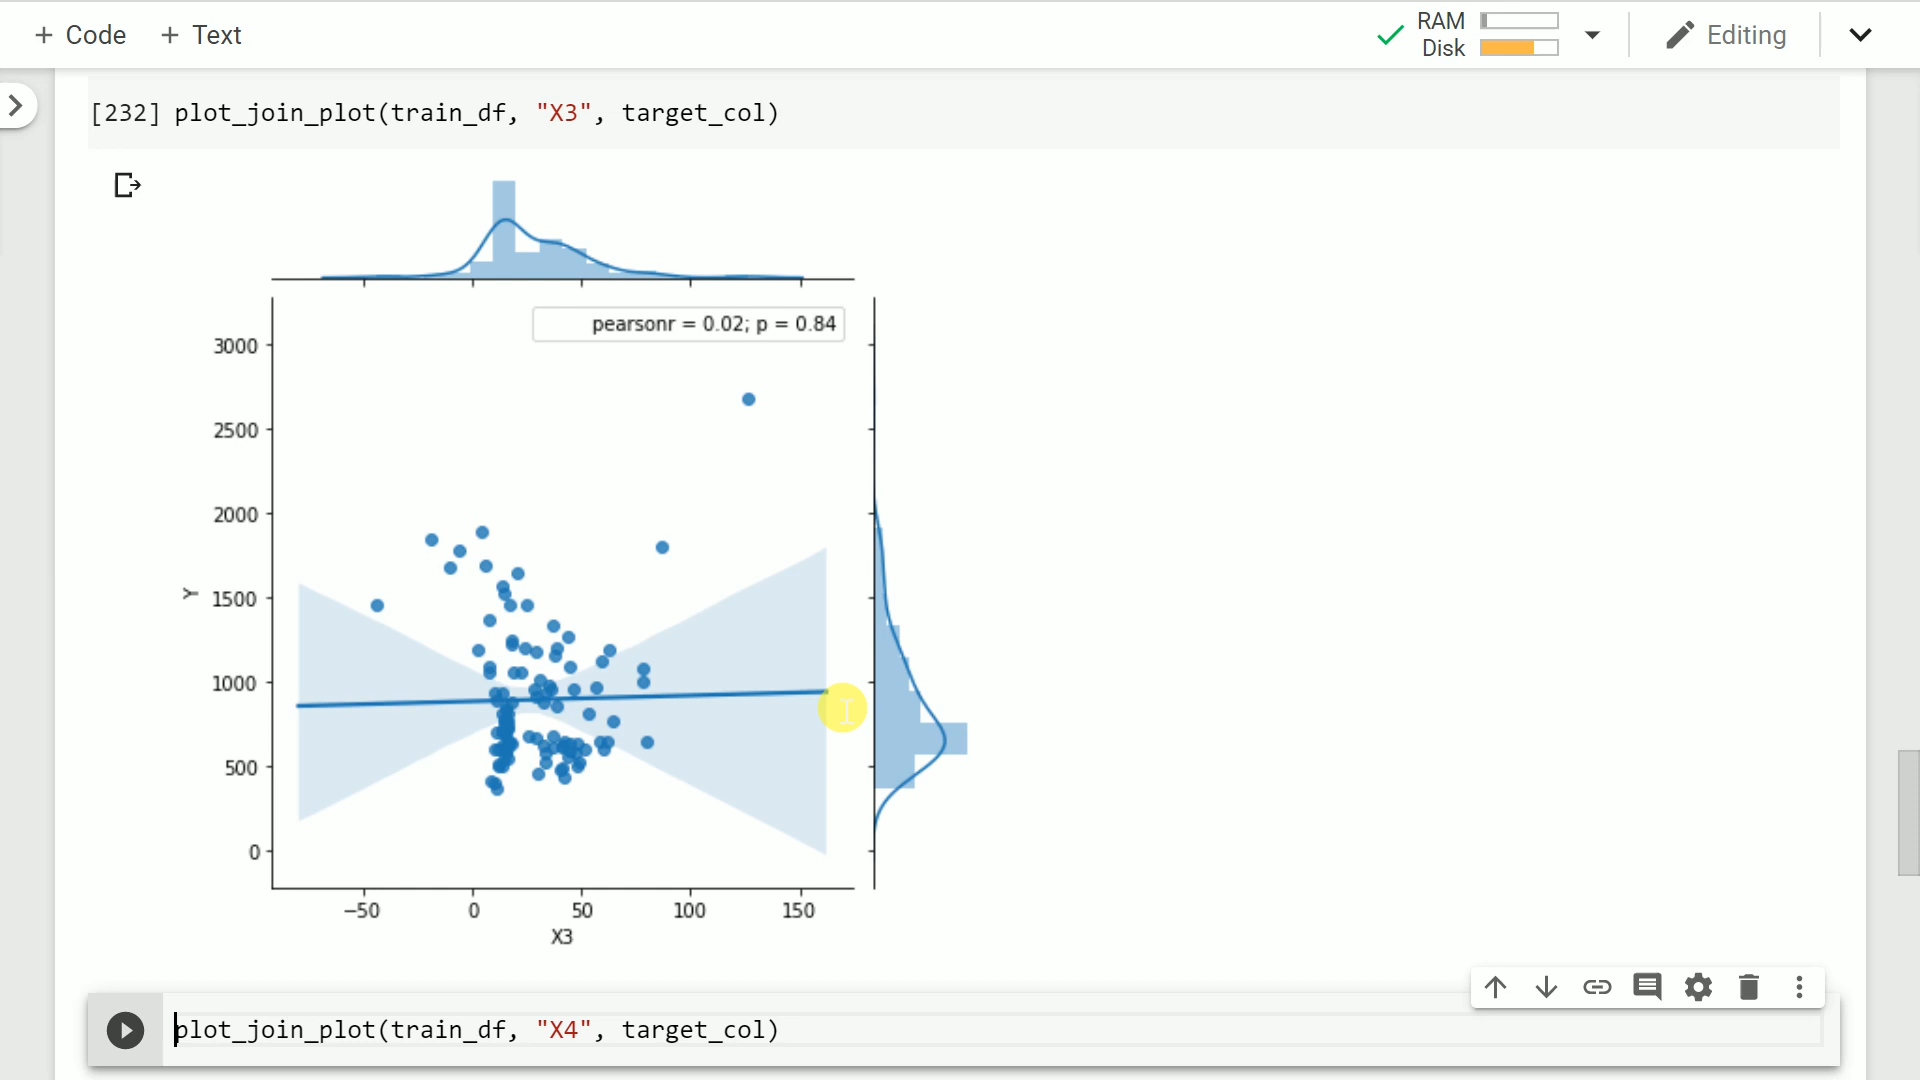 + Code + Text
RAM
Disk
Editing
[232] plot_join_plot(train_df, "X3", target_col)
pearsonr = 0.02; p = 0.84
3000
2500
2000
1500
1000
500
0
Y
−50 0 50 100 150
X3
plot_join_plot(train_df, "X4", target_col)